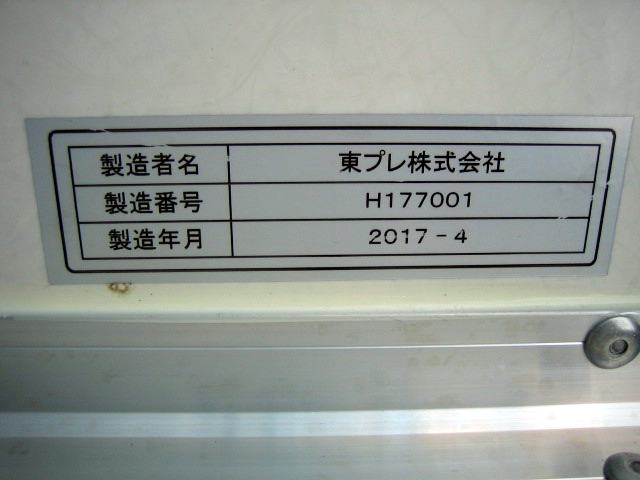 製造者名 東プレ株式会社
製造番号 H177001
製造年月 2017-4